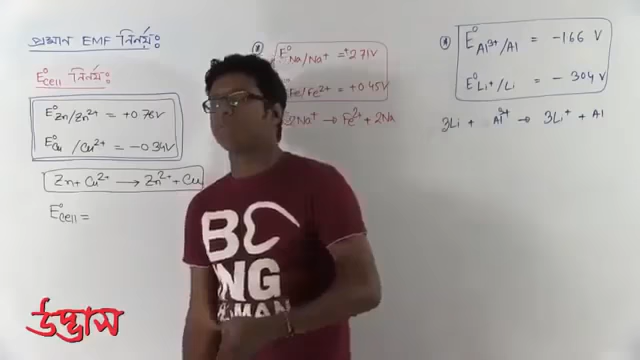 প্রমাণ EMF নির্ণয়:
E°cell নির্ণয়:
E°Zn/Zn²⁺ = +0.76V
E°Cu/Cu²⁺ = -0.34V
Zn + Cu²⁺ → Zn²⁺ + Cu
E°cell =
E°Na/Na⁺ = +2.71V
Fe/Fe²⁺ = +0.45V
2Na⁺ → Fe²⁺ + 2Na
E°Al³⁺/Al = -1.66 V
E°Li⁺/Li = -3.04 V
3Li + Al³⁺ → 3Li⁺ + Al
BE
NG
MAN
উদ্ভাস